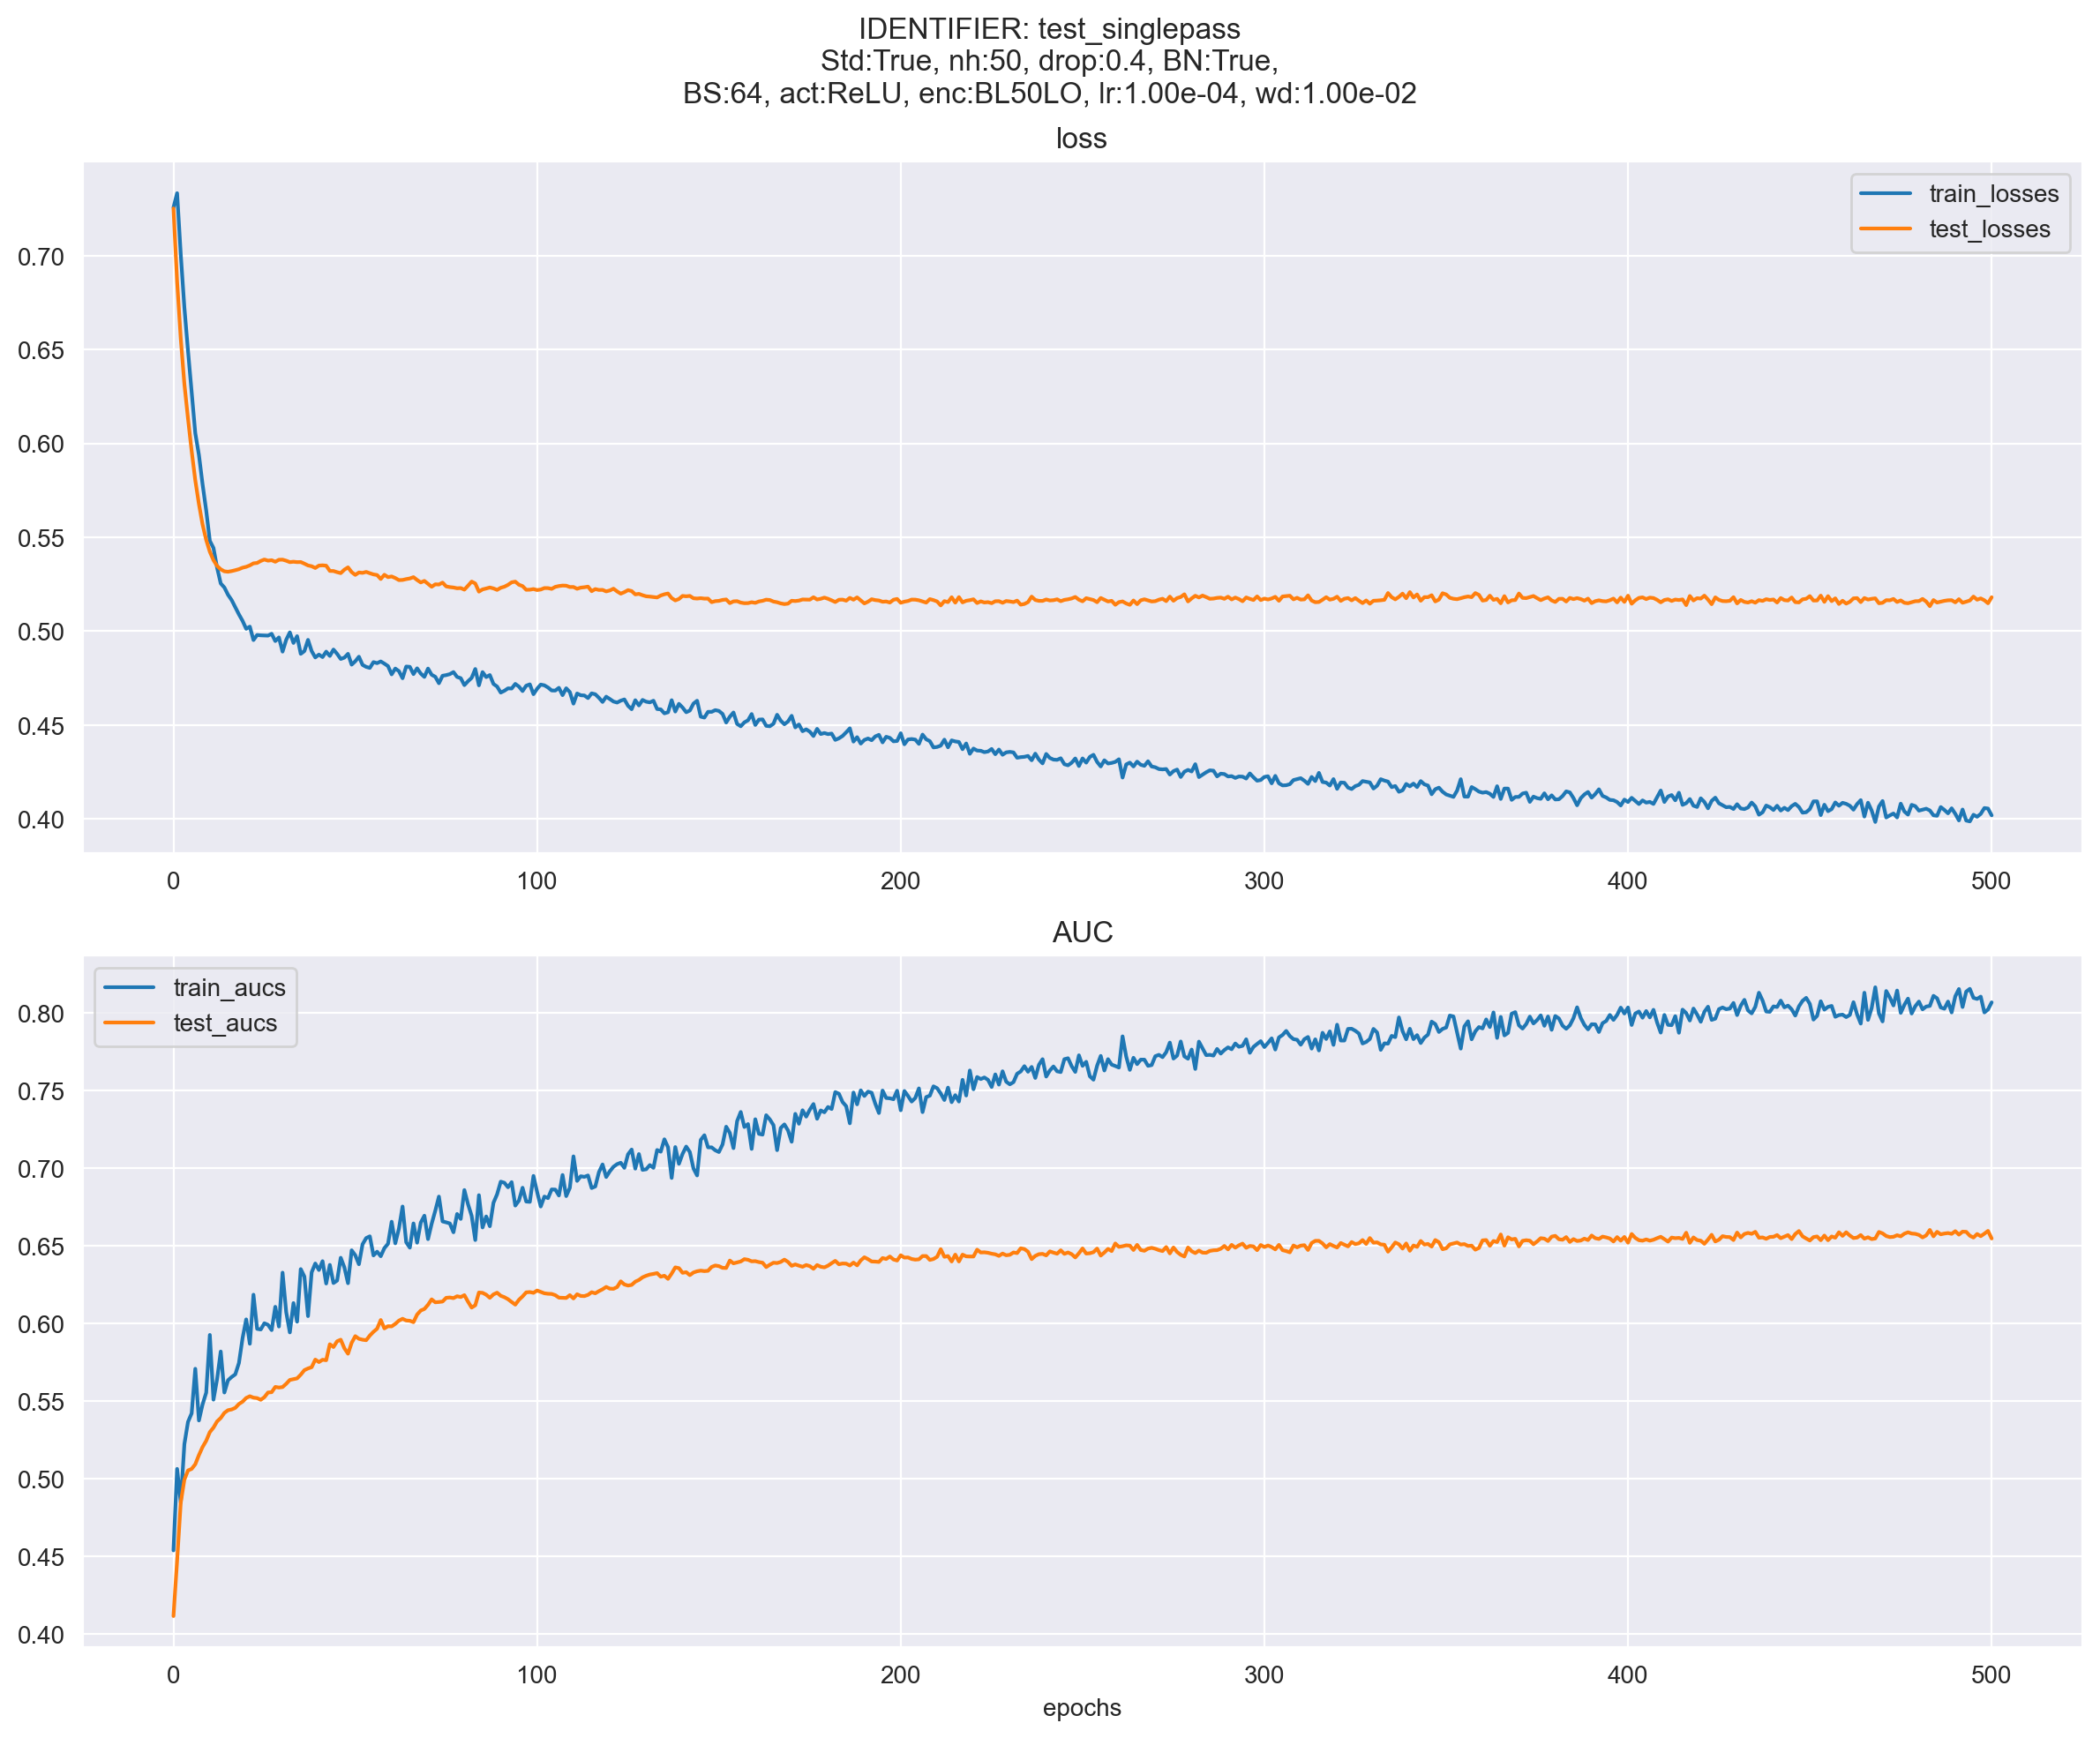 IDENTIFIER: test_singlepass
Std:True, nh:50, drop:0.4, BN:True,
BS:64, act:ReLU, enc:BL50LO, lr:1.00e-04, wd:1.00e-02
loss
train_losses
test_losses
0.70
0.65
0.60
0.55
0.50
0.45
0.40
0 100 200 300 400 500
AUC
train_aucs
test_aucs
0.80
0.75
0.70
0.65
0.60
0.55
0.50
0.45
0.40
0 100 200 300 400 500
epochs